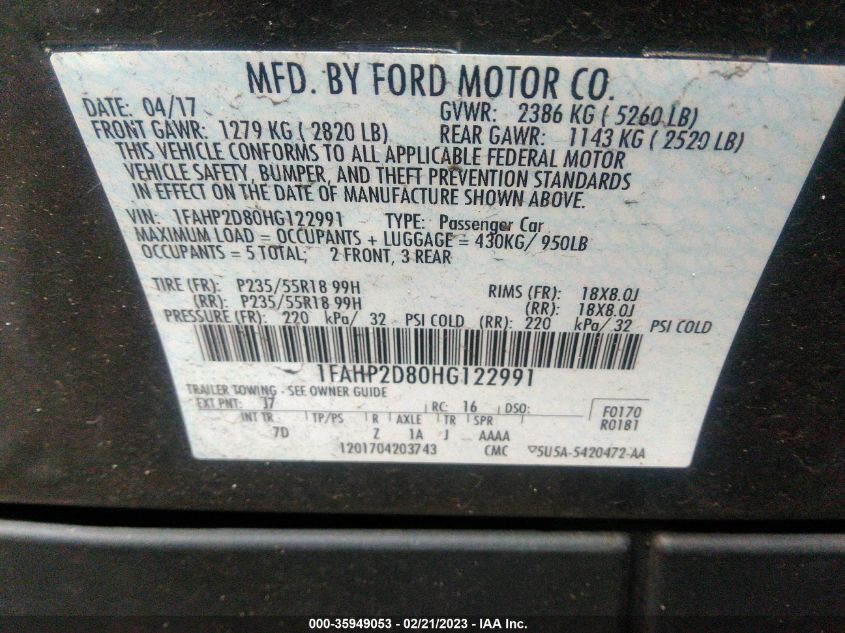 MFD. BY FORD MOTOR CO.
DATE: 04/17 GVWR: 2386 KG ( 5260 LB)
FRONT GAWR: 1279 KG ( 2820 LB) REAR GAWR: 1143 KG ( 2520 LB)
THIS VEHICLE CONFORMS TO ALL APPLICABLE FEDERAL MOTOR
VEHICLE SAFETY, BUMPER, AND THEFT PREVENTION STANDARDS
IN EFFECT ON THE DATE OF MANUFACTURE SHOWN ABOVE.
VIN: 1FAHP2D80HG122991 TYPE: Passenger Car
MAXIMUM LOAD = OCCUPANTS + LUGGAGE = 430KG/ 950LB
OCCUPANTS = 5 TOTAL, 2 FRONT, 3 REAR
TIRE (FR): P235/55R18 99H RIMS (FR): 18X8.0J
(RR): P235/55R18 99H (RR): 18X8.0J
PRESSURE (FR): 220 kPa/ 32 PSI COLD (RR): 220 kPa/ 32 PSI COLD
1FAHP2D80HG122991
TRAILER TOWING - SEE OWNER GUIDE
EXT PNT: 17 RC: 16 DSO: F0170
INT TR TP/PS R AXLE TR SPR R0181
7D Z 1A J AAAA
1201704203743 CMC ▽5U5A-5420472-AA
000-35949053 - 02/21/2023 - IAA Inc.